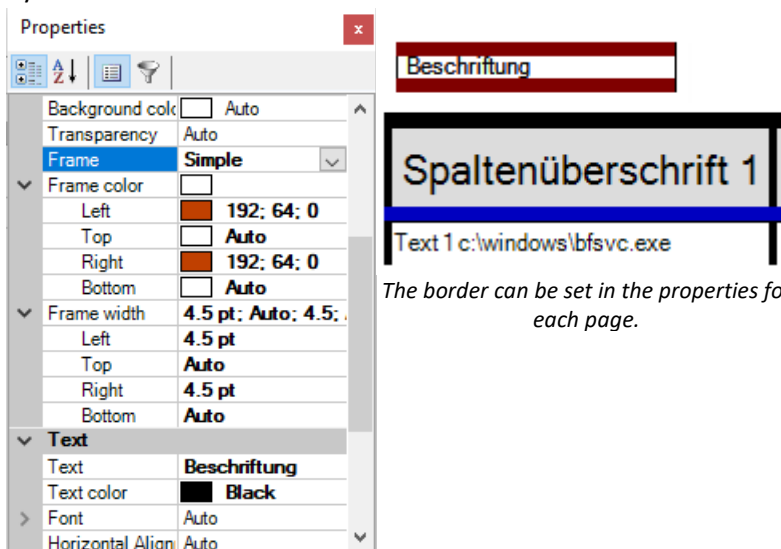 Properties
Background colo Auto
Transparency Auto
Frame Simple
Frame color
Left 192; 64; 0
Top Auto
Right 192; 64; 0
Bottom Auto
Frame width 4.5 pt; Auto; 4.5;
Left 4.5 pt
Top Auto
Right 4.5 pt
Bottom Auto
Text
Text Beschriftung
Text color Black
Font Auto
Horizontal Align Auto
Beschriftung
Spaltenüberschrift 1
Text 1 c:\windows\bfsvc.exe
The border can be set in the properties fo
each page.